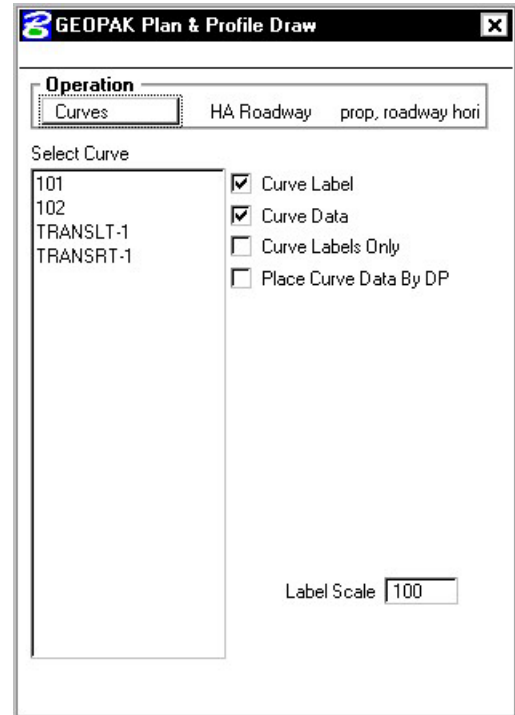 GEOPAK Plan & Profile Draw
Operation
Curves HA Roadway prop, roadway hori
Select Curve
101
102
TRANSLT-1
TRANSRT-1
Curve Label
Curve Data
Curve Labels Only
Place Curve Data By DP
Label Scale 100